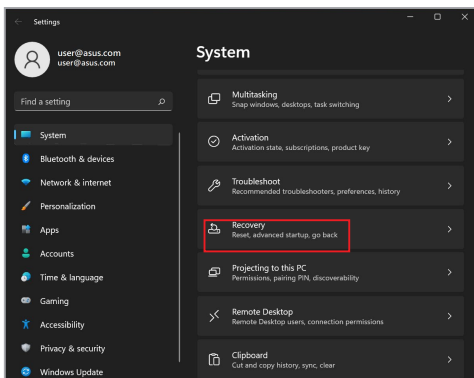 Settings
user@asus.com
user@asus.com
Find a setting
System
Bluetooth & devices
Network & internet
Personalization
Apps
Accounts
Time & language
Gaming
Accessibility
Privacy & security
Windows Update
System
Multitasking
Snap windows, desktops, task switching
Activation
Activation state, subscriptions, product key
Troubleshoot
Recommended troubleshooters, preferences, history
Recovery
Reset, advanced startup, go back
Projecting to this PC
Permissions, pairing PIN, discoverability
Remote Desktop
Remote Desktop users, connection permissions
Clipboard
Cut and copy history, sync, clear